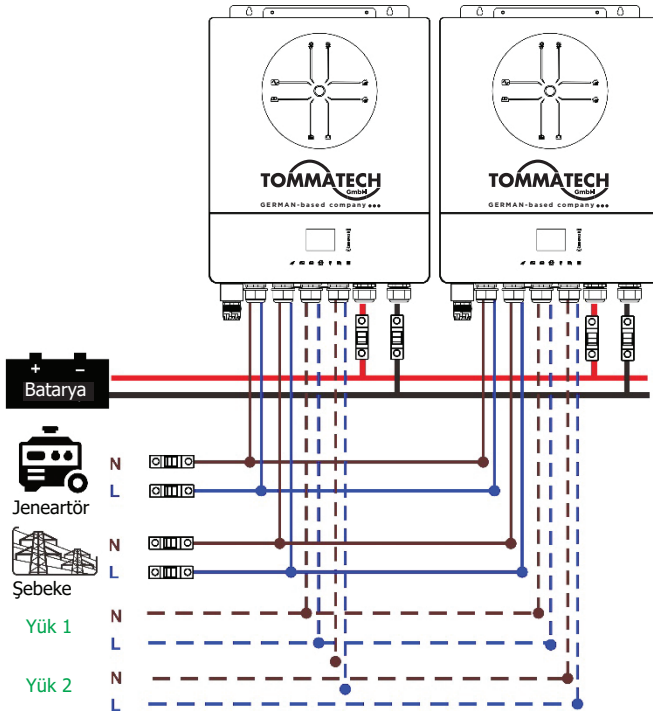 TOMMATECH
GmbH
GERMAN-based company
TOMMATECH
GmbH
GERMAN-based company
+ −
Batarya
N
L
Jeneartör
N
L
Şebeke
N
Yük 1
L
N
Yük 2
L